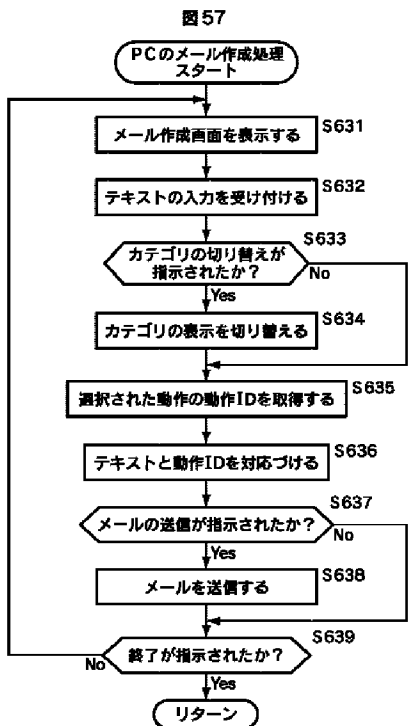 図57
PCのメール作成処理
スタート
メール作成画面を表示する
S631
テキストの入力を受け付ける
S632
カテゴリの切り替えが
指示されたか?
S633
No
Yes
カテゴリの表示を切り替える
S634
選択された動作の動作IDを取得する
S635
テキストと動作IDを対応づける
S636
メールの送信が指示されたか?
S637
No
Yes
メールを送信する
S638
終了が指示されたか?
S639
No
Yes
リターン